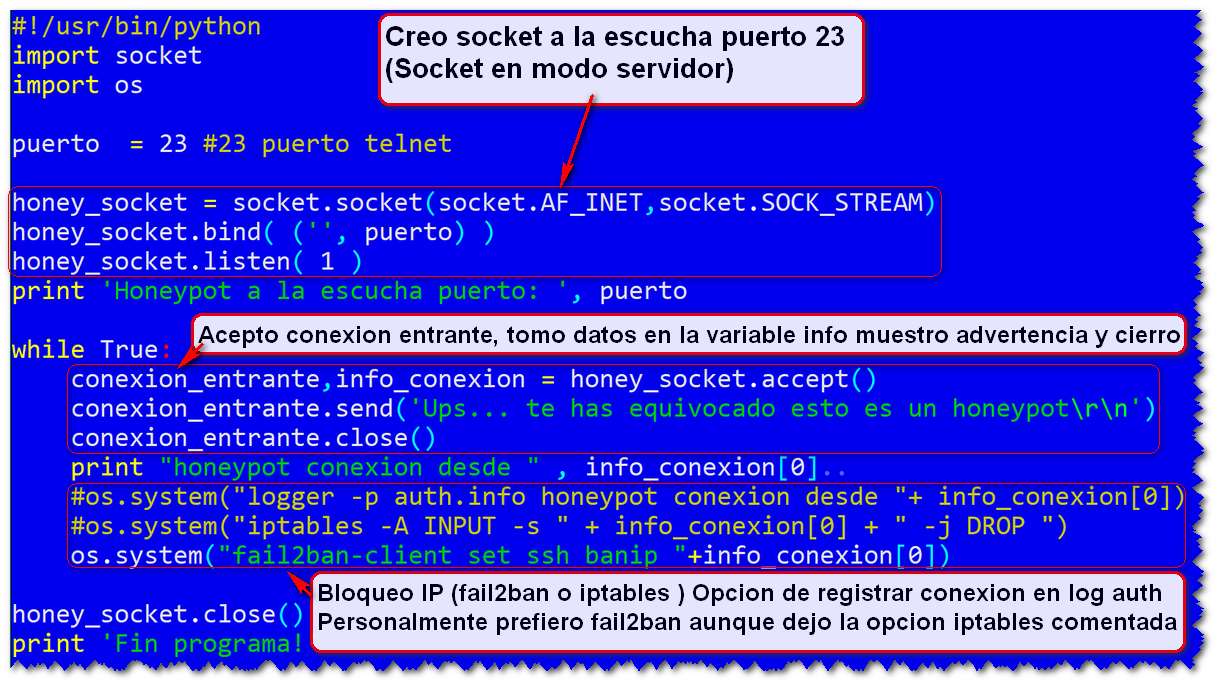 #!/usr/bin/python
import socket
import os
Creo socket a la escucha puerto 23
(Socket en modo servidor)
puerto  = 23 #23 puerto telnet
honey_socket = socket.socket(socket.AF_INET,socket.SOCK_STREAM)
honey_socket.bind( ('', puerto) )
honey_socket.listen( 1 )
print 'Honeypot a la escucha puerto: ', puerto
Acepto conexion entrante, tomo datos en la variable info muestro advertencia y cierro
while True:
    conexion_entrante,info_conexion = honey_socket.accept()
    conexion_entrante.send('Ups... te has equivocado esto es un honeypot\r\n')
    conexion_entrante.close()
    print "honeypot conexion desde " , info_conexion[0]..
    #os.system("logger -p auth.info honeypot conexion desde "+ info_conexion[0])
    #os.system("iptables -A INPUT -s " + info_conexion[0] + " -j DROP ")
    os.system("fail2ban-client set ssh banip "+info_conexion[0])
Bloqueo IP (fail2ban o iptables ) Opcion de registrar conexion en log auth
Personalmente prefiero fail2ban aunque dejo la opcion iptables comentada
honey_socket.close()
print 'Fin programa!